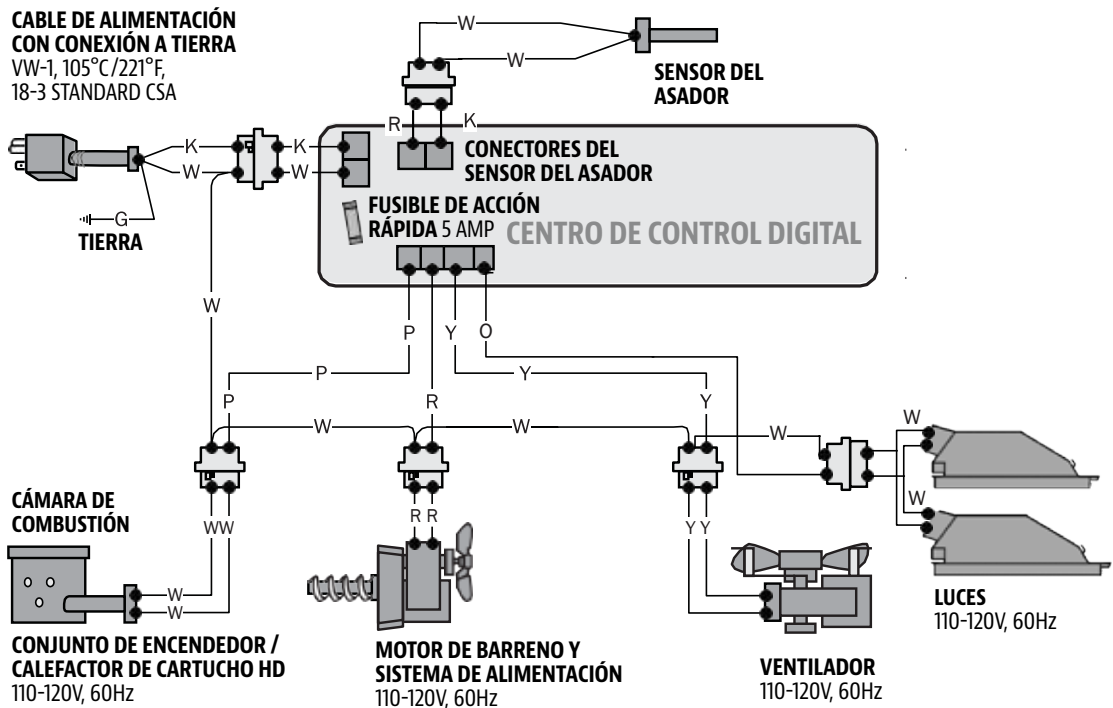 CABLE DE ALIMENTACIÓN
CON CONEXIÓN A TIERRA
VW-1, 105°C/221°F,
18-3 STANDARD CSA
W
W
SENSOR DEL
ASADOR
R
K
CONECTORES DEL
SENSOR DEL ASADOR
K
K
W
W
G
TIERRA
FUSIBLE DE ACCIÓN
RÁPIDA 5 AMP
CENTRO DE CONTROL DIGITAL
W
P
Y
O
P
Y
P
R
Y
W
W
W
W
W
CÁMARA DE
COMBUSTIÓN
WW
R R
Y Y
W
W
CONJUNTO DE ENCENDEDOR /
CALEFACTOR DE CARTUCHO HD
110-120V, 60Hz
MOTOR DE BARRENO Y
SISTEMA DE ALIMENTACIÓN
110-120V, 60Hz
VENTILADOR
110-120V, 60Hz
LUCES
110-120V, 60Hz